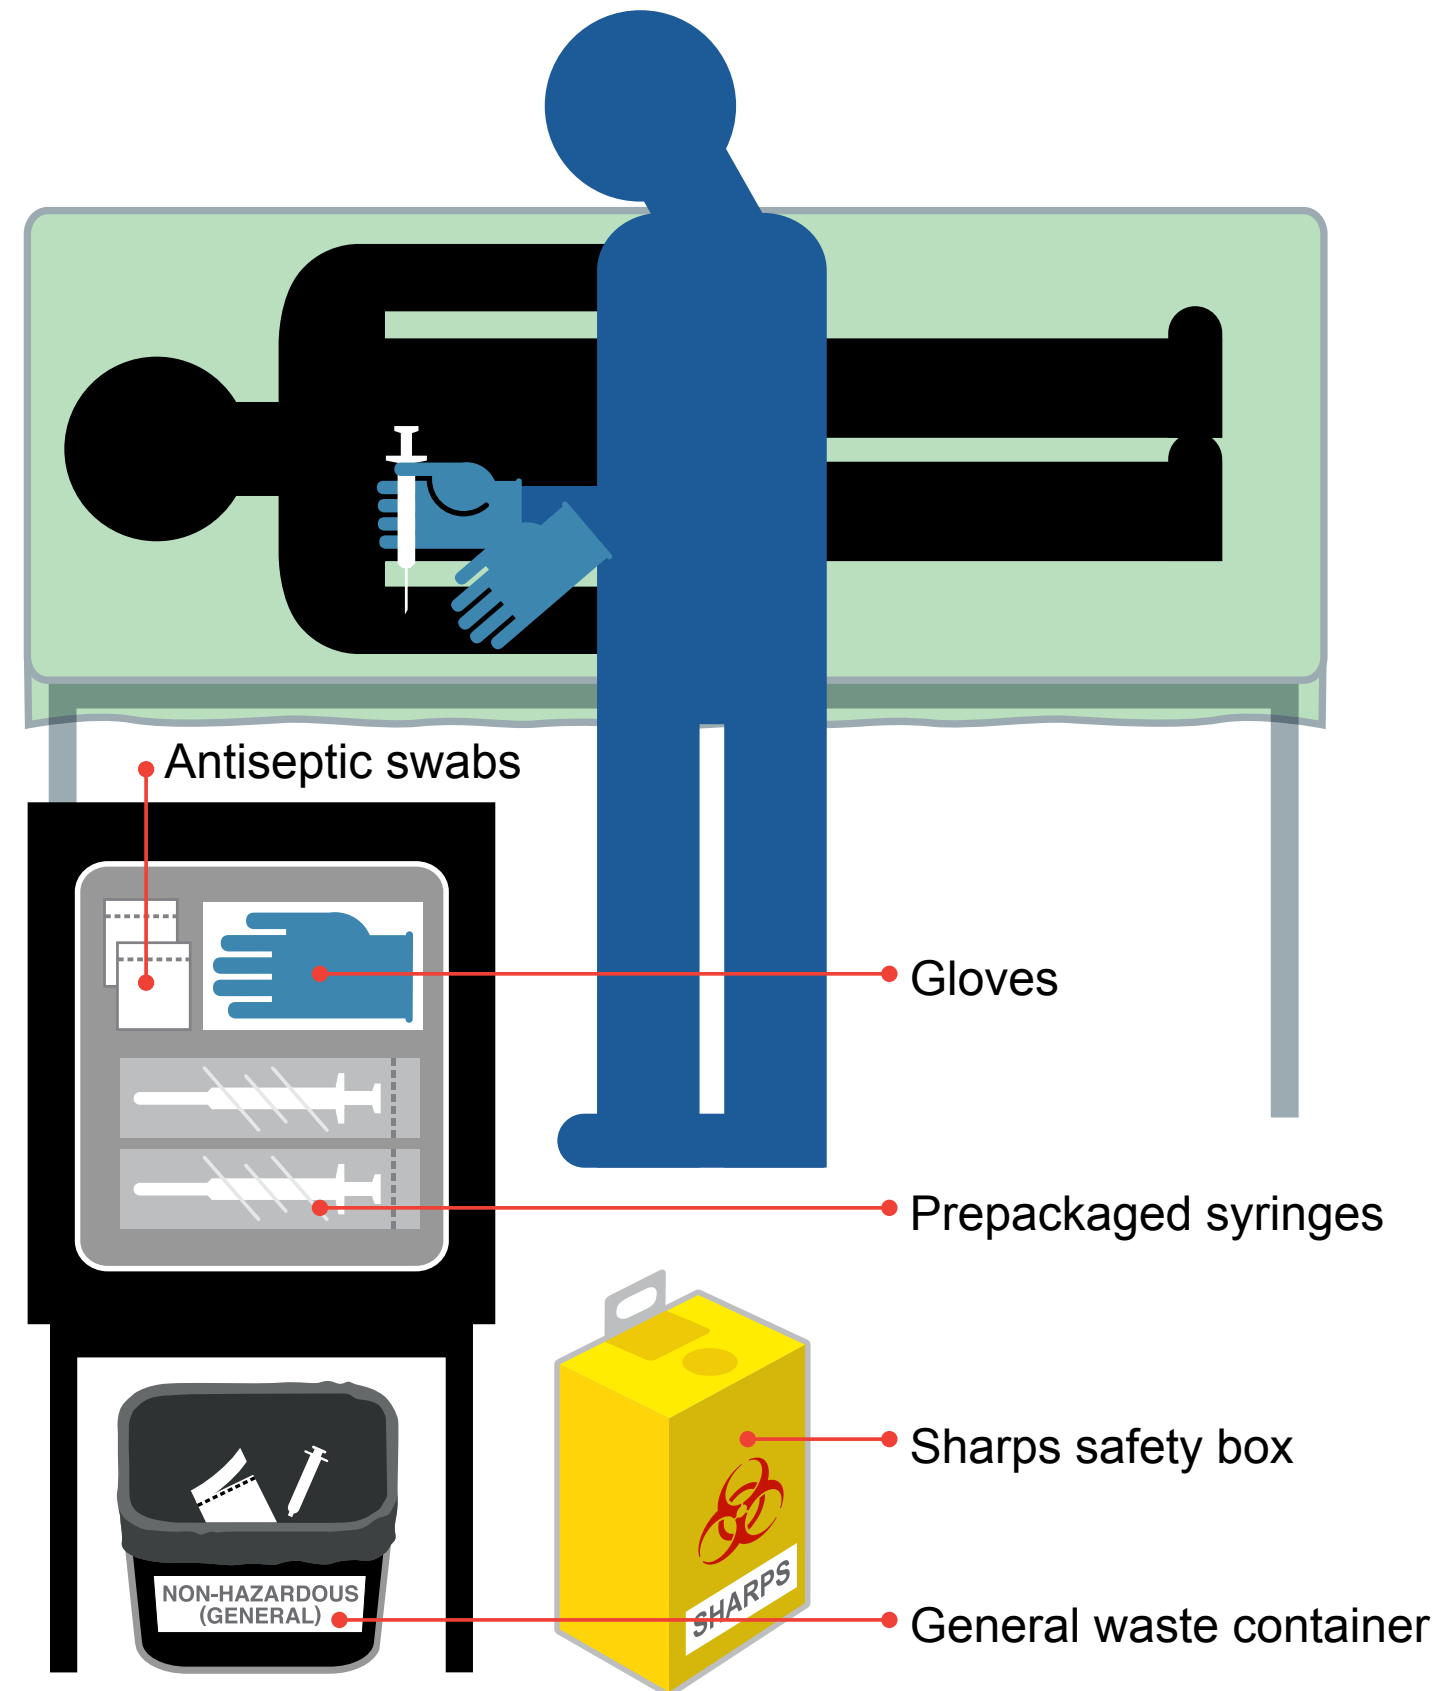 Antiseptic swabs
Gloves
Prepackaged syringes
Sharps safety box
SHARPS
NON-HAZARDOUS
(GENERAL)
General waste container